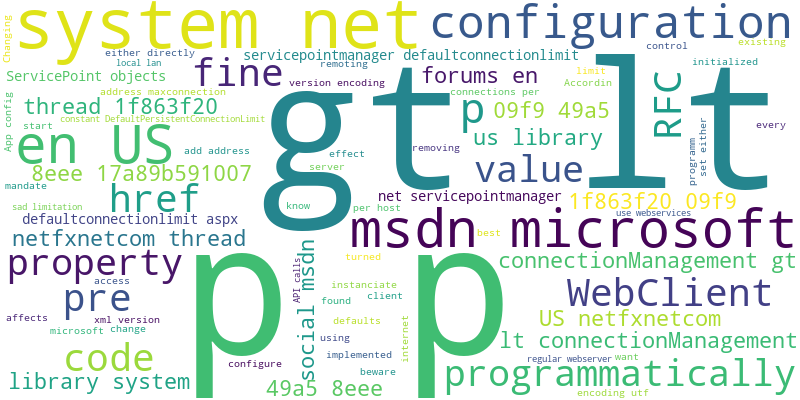 system net
configuration
Changing
either directly
local lan
servicepointmanager defaultconnectionlimit
control
existing
ServicePoint objects
fine
remoting
version encoding
forums en
Accordin
limit
initialized
address maxconnection
connections per
thread 1f863f20
gt lt
p
09f9 49a5
RFC
App config
constant DefaultPersistentConnectionLimit
start
en US
add address
server
effect
removing
us library
programm
set either
every
8eee 17a89b591007
value
mandate
href
know
per host
net servicepointmanager
1f863f20 09f9
sad limitation
defaultconnectionlimit aspx
use webservices
netfxnetcom thread
msdn microsoft
best
property
access
API calls
social msdn
turned
connectionManagement gt
pre
instanciate
found
client
WebClient
affects
xml version
p p
defaults
internet
US netfxnetcom
microsoft change
using
lt connectionManagement
code
configure
implemented
beware
regular webserver
want
library system
49a5 8eee
programmatically
encoding utf